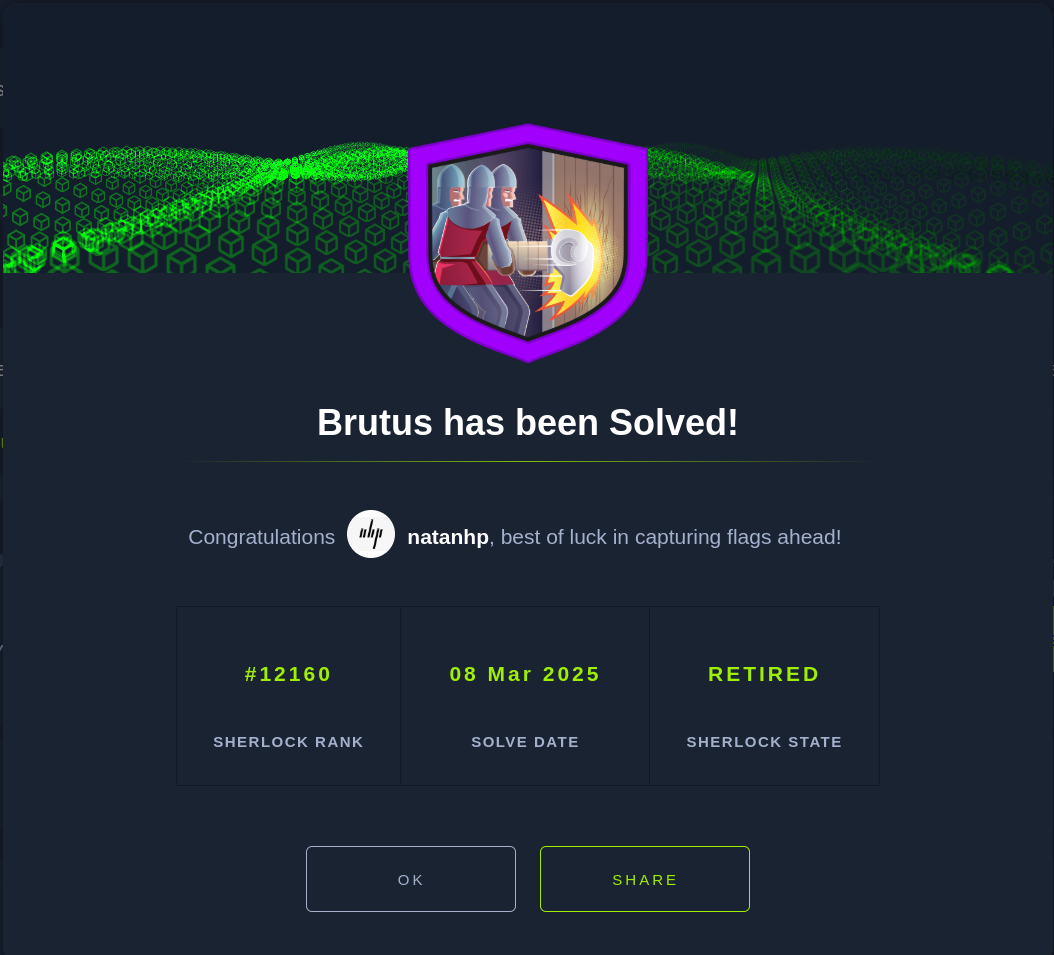 Brutus has been Solved!
Congratulations natanhp, best of luck in capturing flags ahead!
#12160
08 Mar 2025
RETIRED
SHERLOCK RANK
SOLVE DATE
SHERLOCK STATE
OK
SHARE